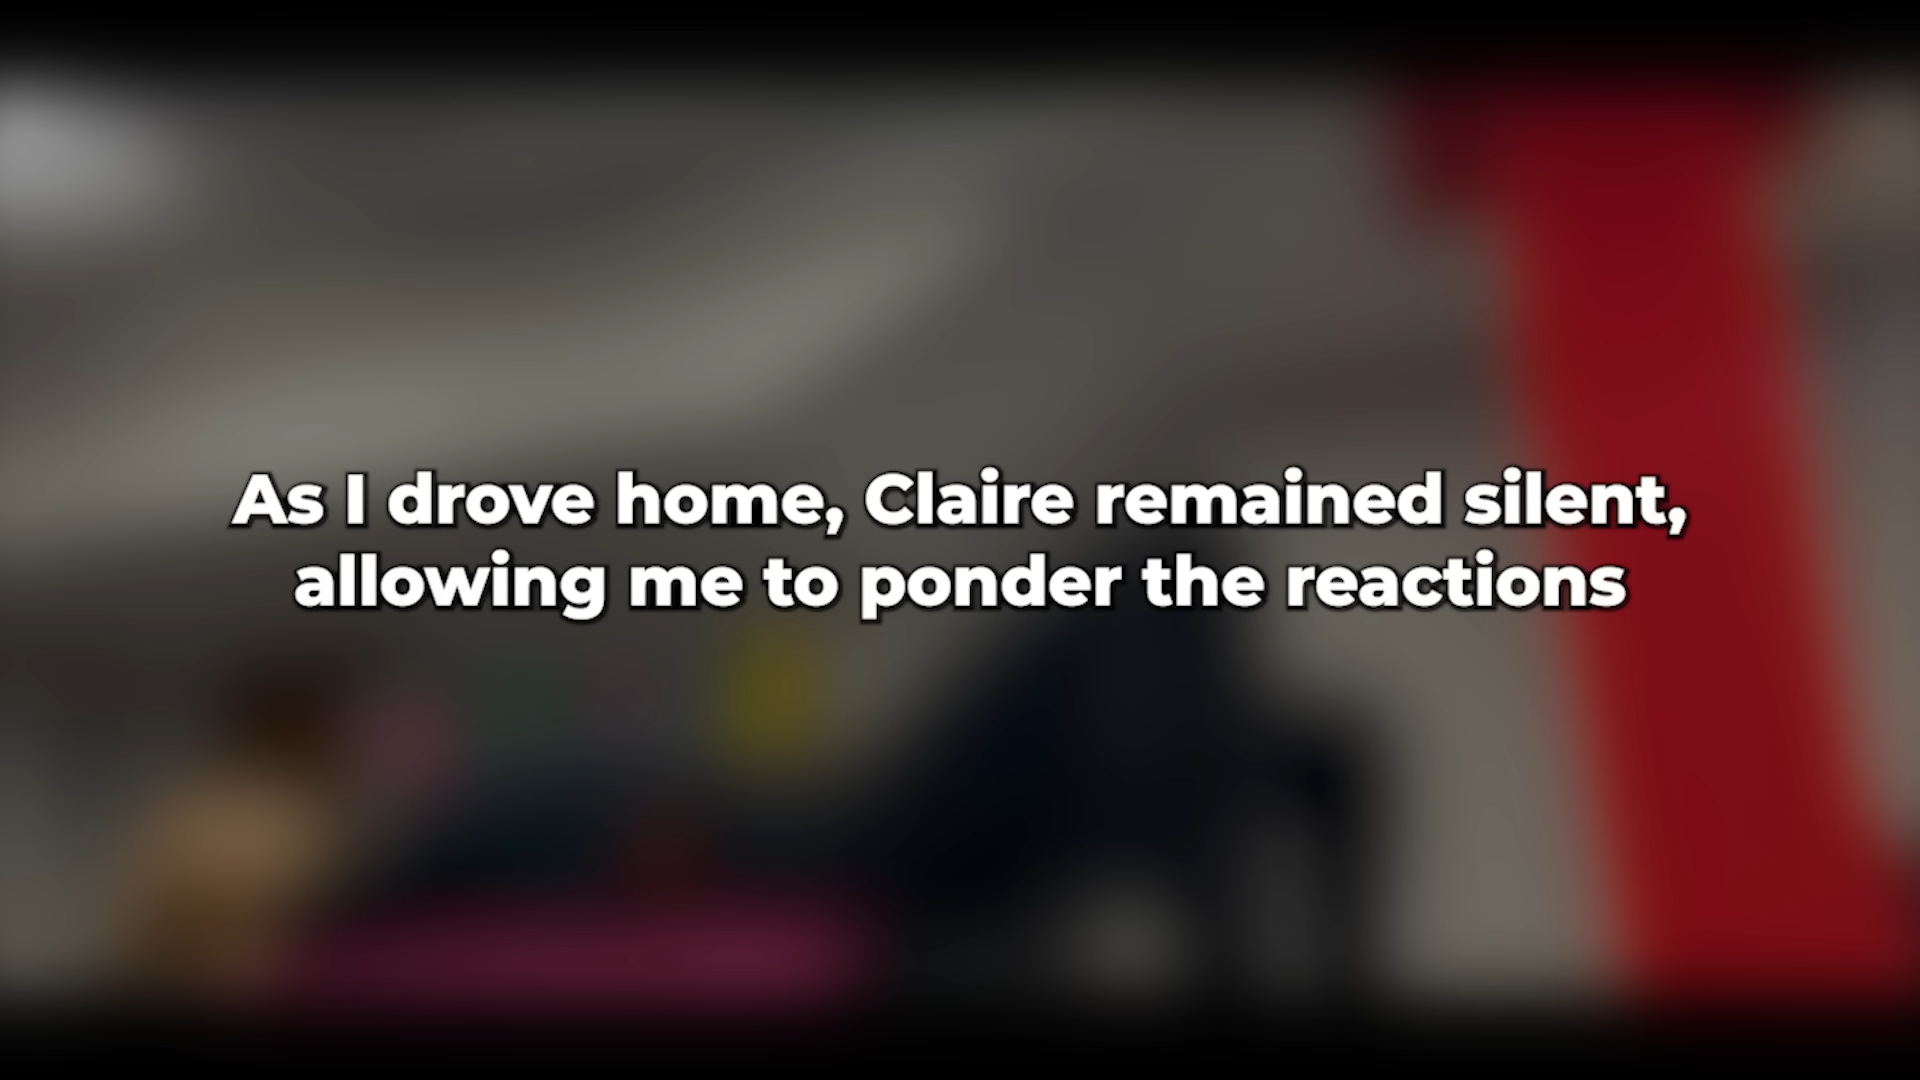 As I drove home, Claire remained silent,
allowing me to ponder the reactions